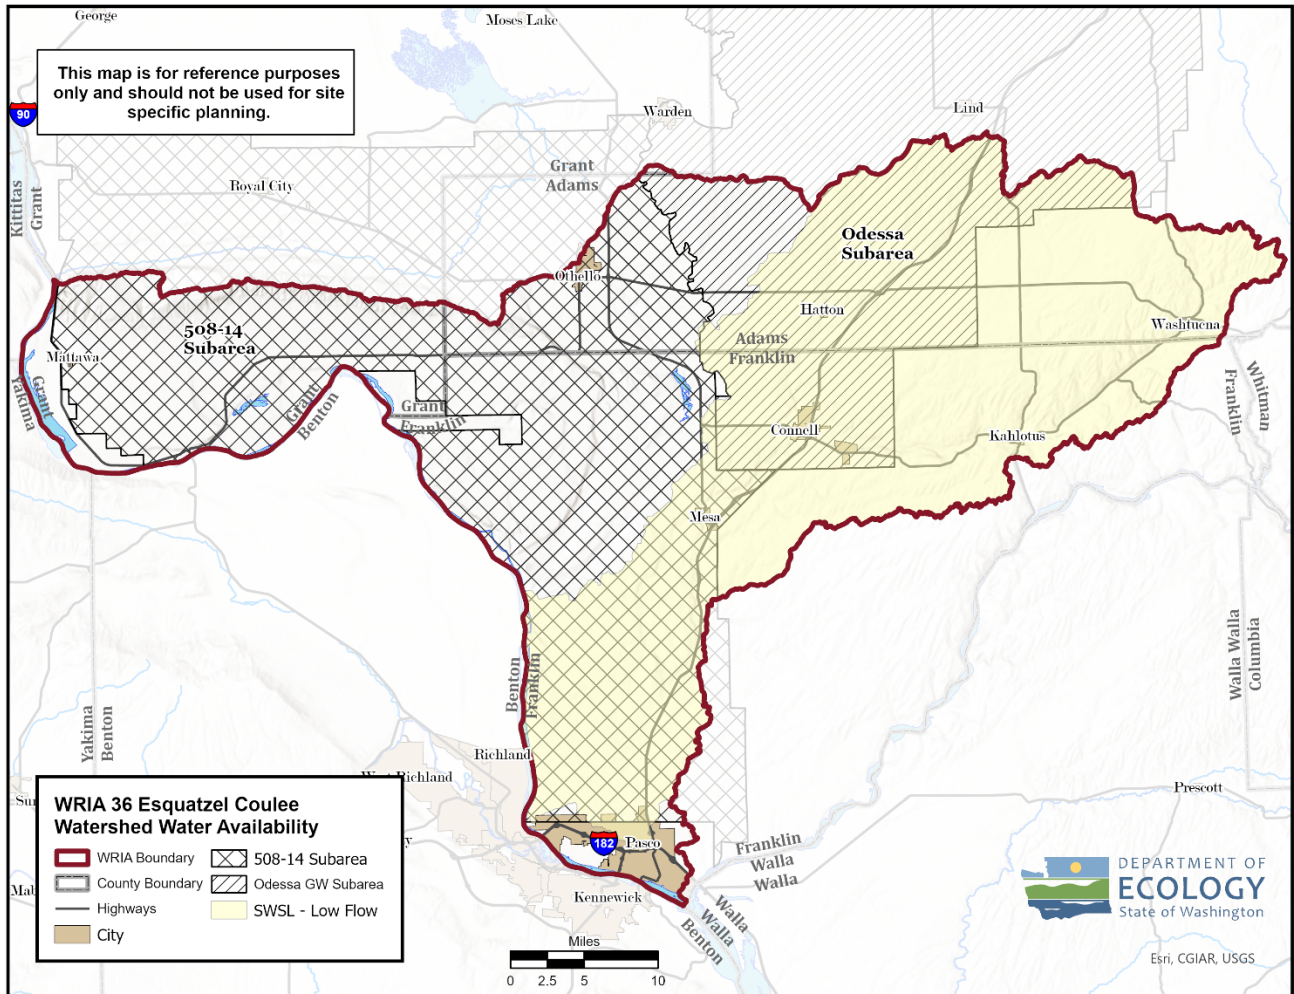 George
Moses Lake
This map is for reference purposes
only and should not be used for site
specific planning.
90
Warden
Lind
Grant
Adams
Royal City
Kittitas
Grant
Odessa
Subarea
Othello
508-14
Subarea
Hatton
Washtucna
Mattawa
Adams
Franklin
Grant
Yakima
Grant
Benton
Grant
Franklin
Whitman
Franklin
Connell
Kahlotus
Mesa
Benton
Franklin
Walla Walla
Columbia
Yakima
Benton
Richland
West Richland
Prescott
WRIA 36 Esquatzel Coulee
Watershed Water Availability
WRIA Boundary
508-14 Subarea
County Boundary
Odessa GW Subarea
Highways
SWSL - Low Flow
City
182
Pasco
Franklin
Walla
Walla
Kennewick
Walla
Walla
Benton
Miles
0 2.5 5 10
DEPARTMENT OF
ECOLOGY
State of Washington
Esri, CGIAR, USGS